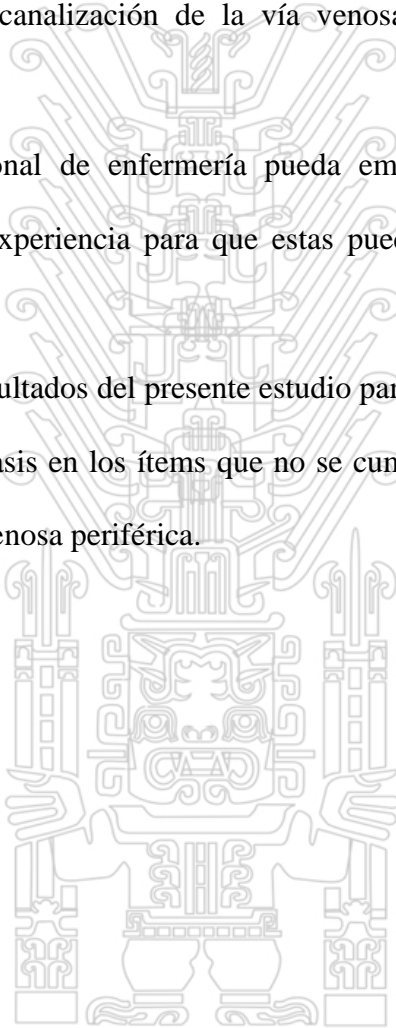 canalización de la vía venosa
onal de enfermería pueda em
xperiencia para que estas pued
ultados del presente estudio par
asis en los ítems que no se cum
enosa periférica.